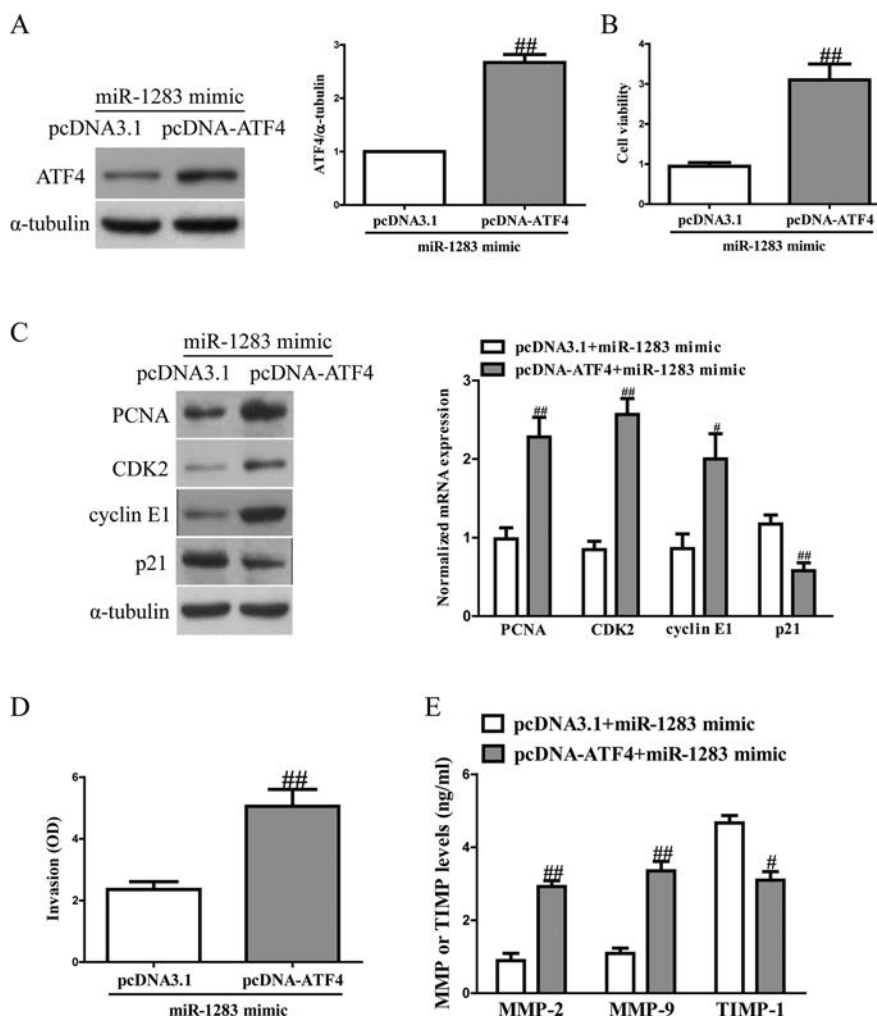 A
miR-1283 mimic
pcDNA3.1 pcDNA-ATF4
ATF4
α-tubulin
ATF4/α-tubulin
3
2
1
0
##
pcDNA3.1 pcDNA-ATF4
miR-1283 mimic
B
Cell viability
4
3
2
1
0
##
pcDNA3.1 pcDNA-ATF4
miR-1283 mimic
C
miR-1283 mimic
pcDNA3.1 pcDNA-ATF4
PCNA
CDK2
cyclin E1
p21
α-tubulin
pcDNA3.1+miR-1283 mimic
pcDNA-ATF4+miR-1283 mimic
Normalized mRNA expression
3
2
1
0
## ## # ##
PCNA CDK2 cyclin E1 p21
D
Invasion (OD)
6
4
2
0
##
pcDNA3.1 pcDNA-ATF4
miR-1283 mimic
E
pcDNA3.1+miR-1283 mimic
pcDNA-ATF4+miR-1283 mimic
MMP or TIMP levels (ng/ml)
6
4
2
0
## ## #
MMP-2 MMP-9 TIMP-1